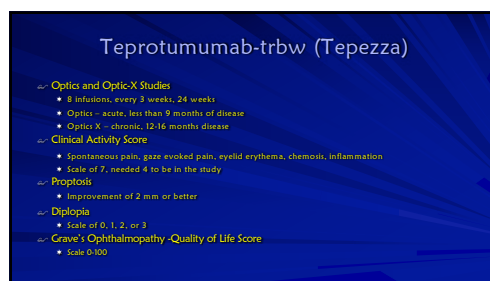 Teprotumumab-trbw (Tepezza)
Optics and Optic-X Studies
8 infusions, every 3 weeks, 24 weeks
Optics – acute, less than 9 months of disease
Optics X – chronic, 12-16 months disease
Clinical Activity Score
Spontaneous pain, gaze evoked pain, eyelid erythema, chemosis, inflammation
Scale of 7, needed 4 to be in the study
Proptosis
Improvement of 2 mm or better
Diplopia
Scale of 0, 1, 2, or 3
Grave's Ophthalmopathy -Quality of Life Score
Scale 0-100